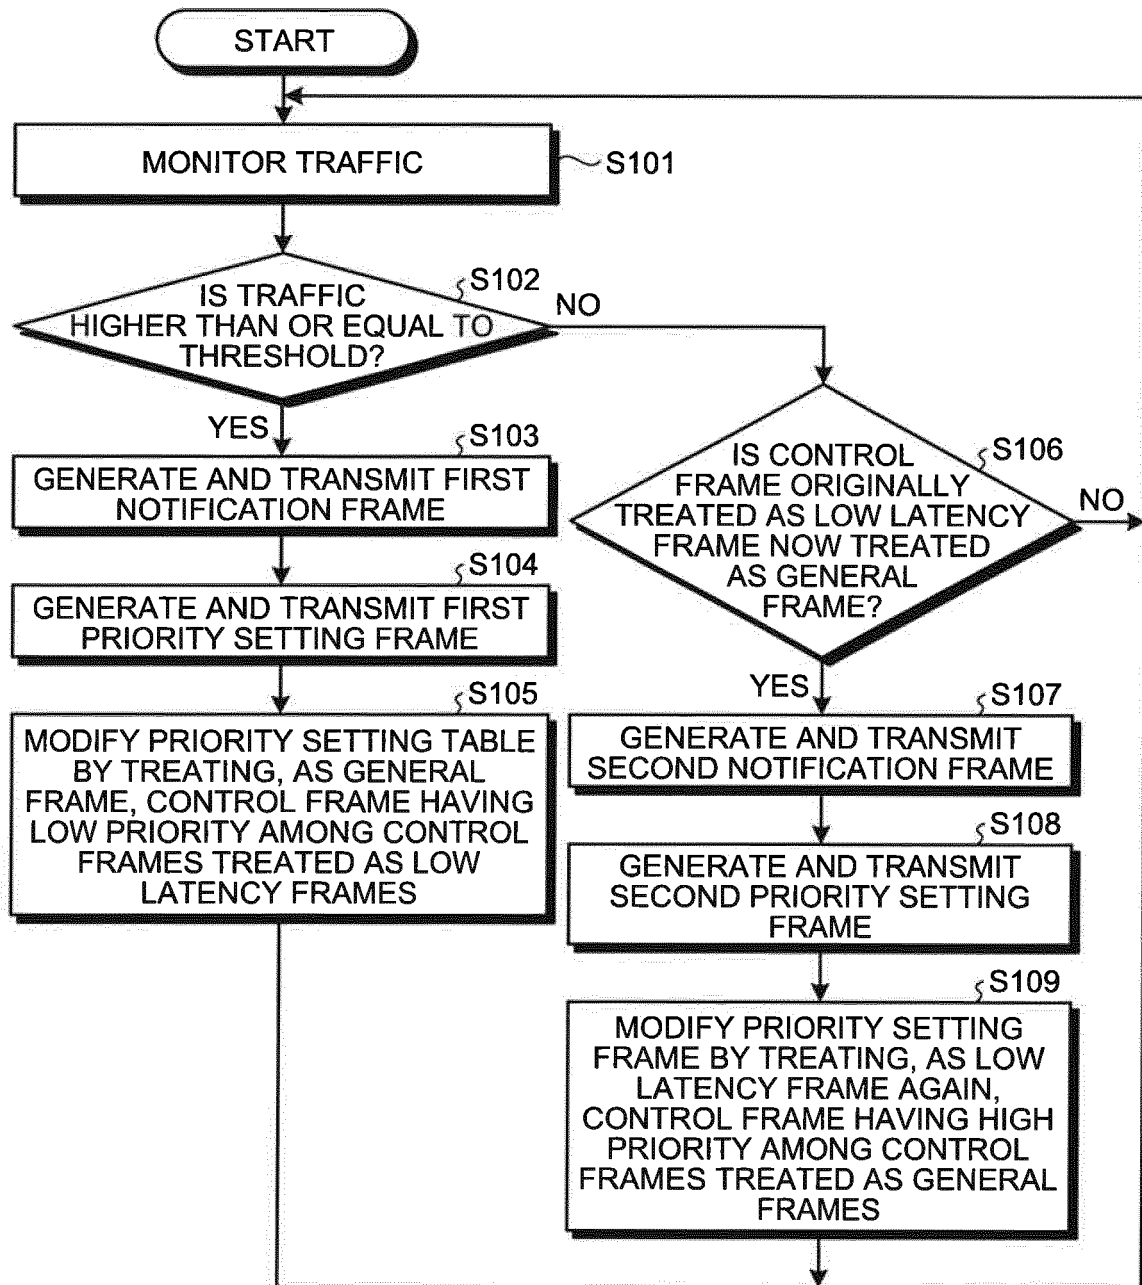 START
MONITOR TRAFFIC
S101
S102
IS TRAFFIC
HIGHER THAN OR EQUAL TO
THRESHOLD?
NO
YES
S103
GENERATE AND TRANSMIT FIRST
NOTIFICATION FRAME
S104
GENERATE AND TRANSMIT FIRST
PRIORITY SETTING FRAME
S105
MODIFY PRIORITY SETTING TABLE
BY TREATING, AS GENERAL
FRAME, CONTROL FRAME HAVING
LOW PRIORITY AMONG CONTROL
FRAMES TREATED AS LOW
LATENCY FRAMES
S106
IS CONTROL
FRAME ORIGINALLY
TREATED AS LOW LATENCY
FRAME NOW TREATED
AS GENERAL
FRAME?
NO
YES
S107
GENERATE AND TRANSMIT
SECOND NOTIFICATION FRAME
S108
GENERATE AND TRANSMIT
SECOND PRIORITY SETTING
FRAME
S109
MODIFY PRIORITY SETTING
FRAME BY TREATING, AS LOW
LATENCY FRAME AGAIN,
CONTROL FRAME HAVING HIGH
PRIORITY AMONG CONTROL
FRAMES TREATED AS GENERAL
FRAMES